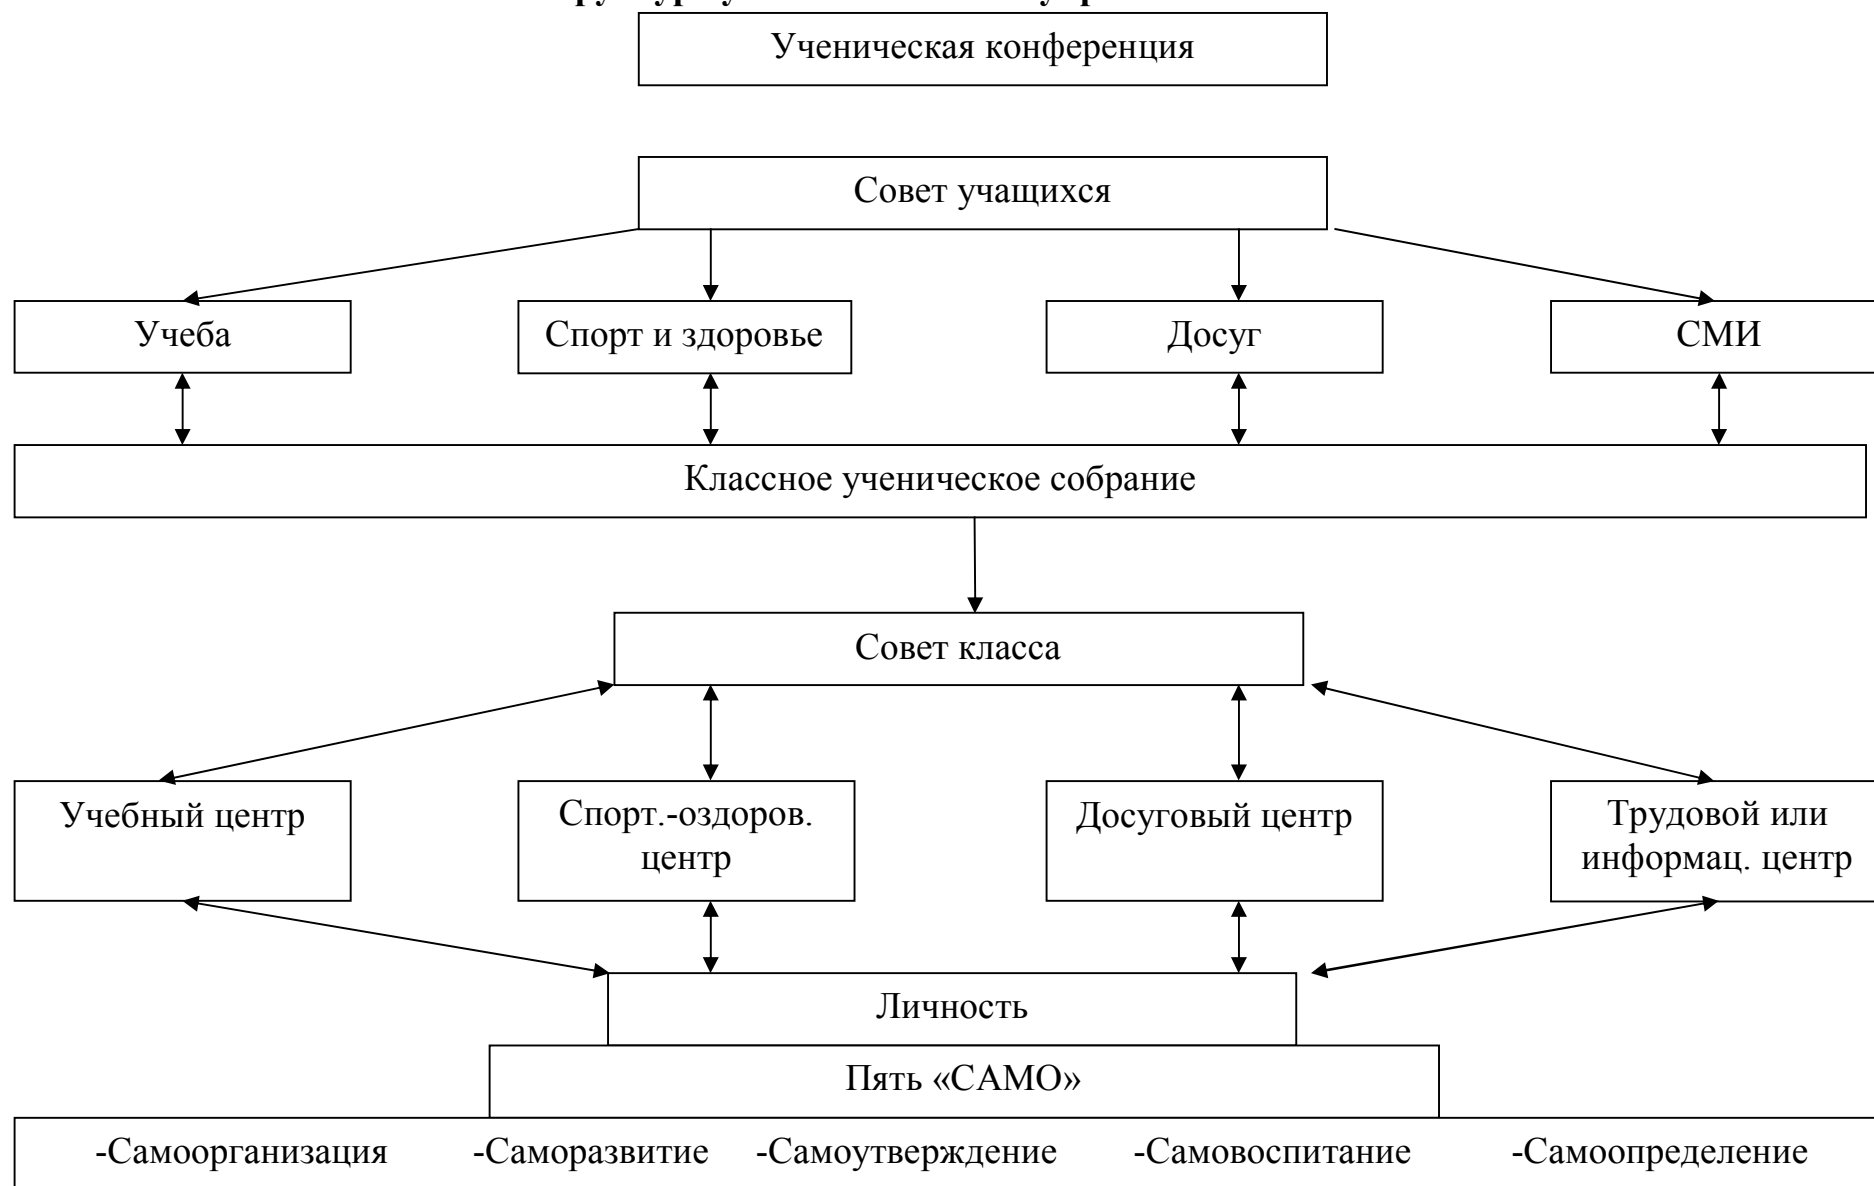 Ученическая конференция
Совет учащихся
Учеба
Спорт и здоровье
Досуг
СМИ
Классное ученическое собрание
Совет класса
Учебный центр
Спорт.-оздоров.
центр
Досуговый центр
Трудовой или
информац. центр
Личность
Пять «САМО»
-Самоорганизация -Саморазвитие -Самоутверждение -Самовоспитание -Самоопределение